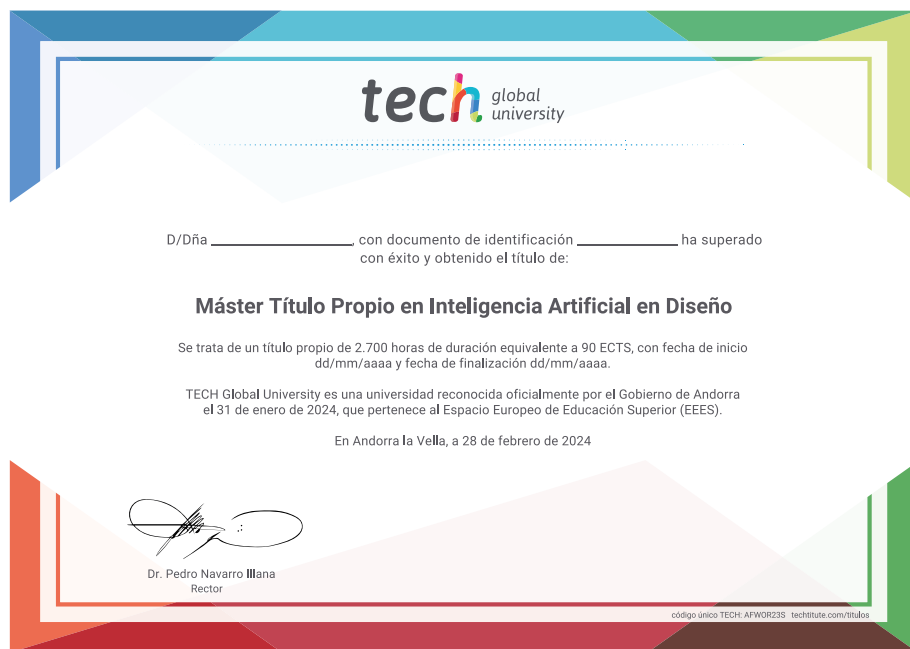 tech global
university
D/Dña ______________, con documento de identificación ______________ ha superado
con éxito y obtenido el título de:
Máster Título Propio en Inteligencia Artificial en Diseño
Se trata de un título propio de 2.700 horas de duración equivalente a 90 ECTS, con fecha de inicio
dd/mm/aaaa y fecha de finalización dd/mm/aaaa.
TECH Global University es una universidad reconocida oficialmente por el Gobierno de Andorra
el 31 de enero de 2024, que pertenece al Espacio Europeo de Educación Superior (EEES).
En Andorra la Vella, a 28 de febrero de 2024
Dr. Pedro Navarro Illana
Rector
código único TECH: AFWOR23S techtitute.com/titulos